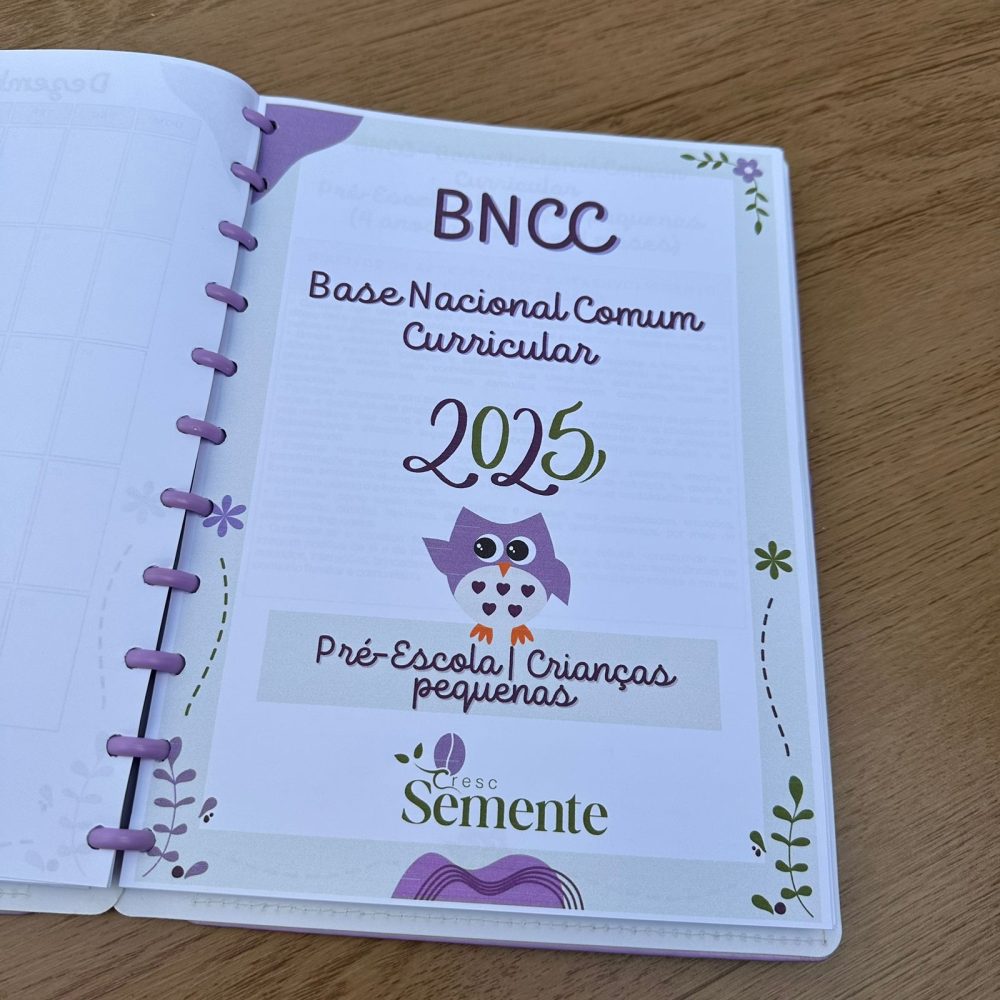 BNCC
Base Nacional Comum
Curricular
2025
Pré-Escola | Crianças
pequenas
Cresc
Semente